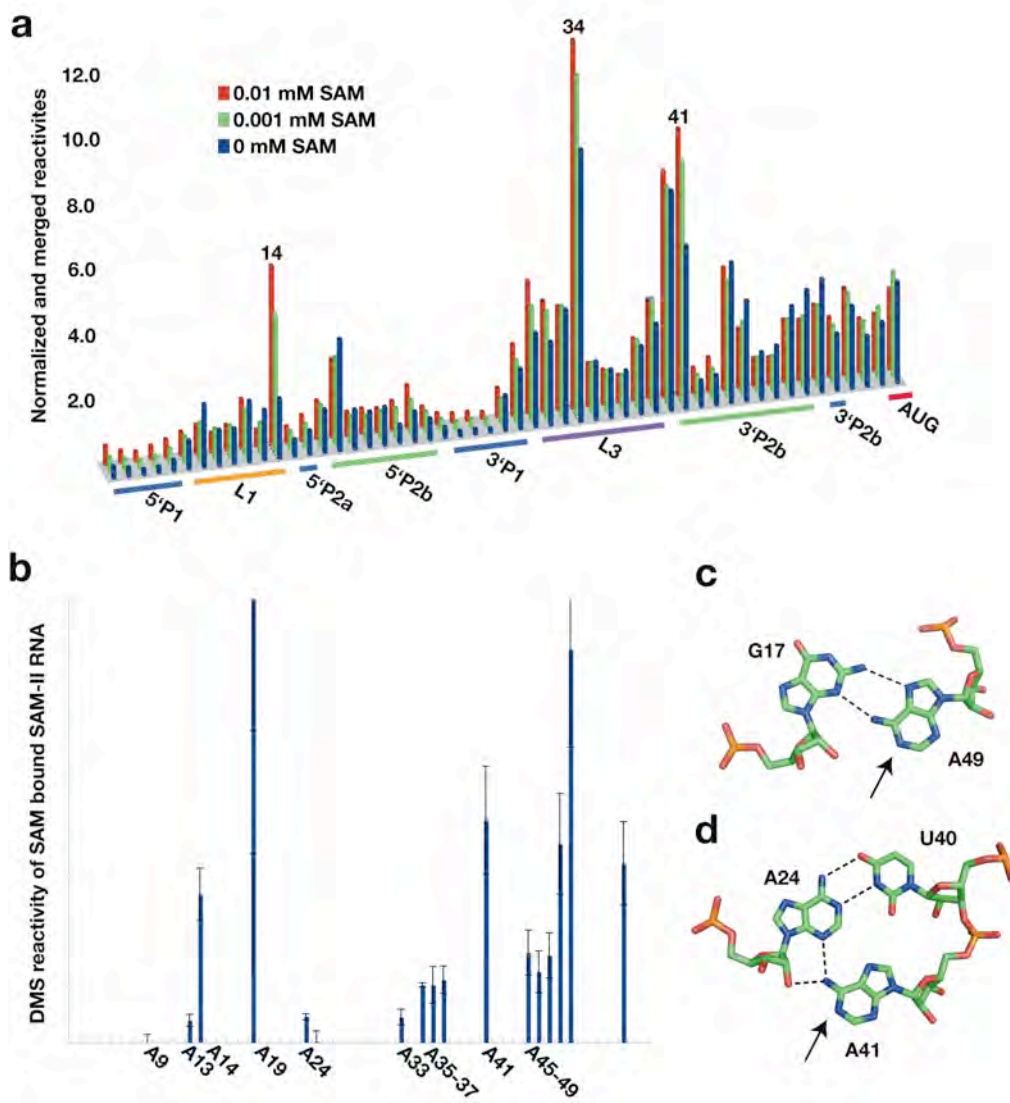 a
Normalized and merged reactivites
12.0
10.0
8.0
6.0
4.0
2.0
0.01 mM SAM
0.001 mM SAM
0 mM SAM
14
34
41
5‘P1
L1
5‘P2a
5‘P2b
3‘P1
L3
3‘P2b
3‘P2b
AUG
b
DMS reactivity of SAM bound SAM-II RNA
A9
A13
A14
A19
A24
A33
A35-37
A41
A45-49
c
G17
A49
d
U40
A24
A41